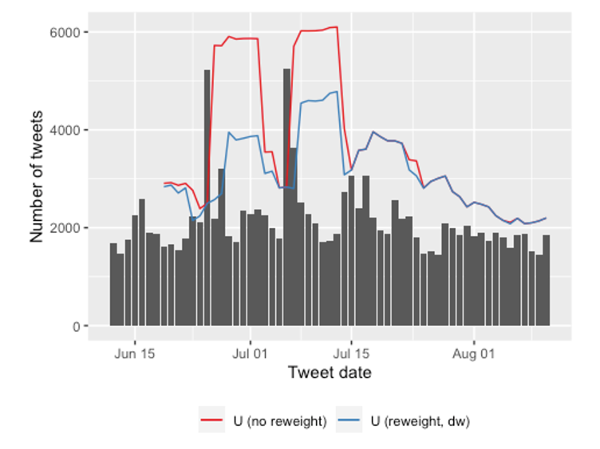 Number of tweets
6000
4000
2000
0
Jun 15
Jul 01
Jul 15
Aug 01
Tweet date
U (no reweight)
U (reweight, dw)